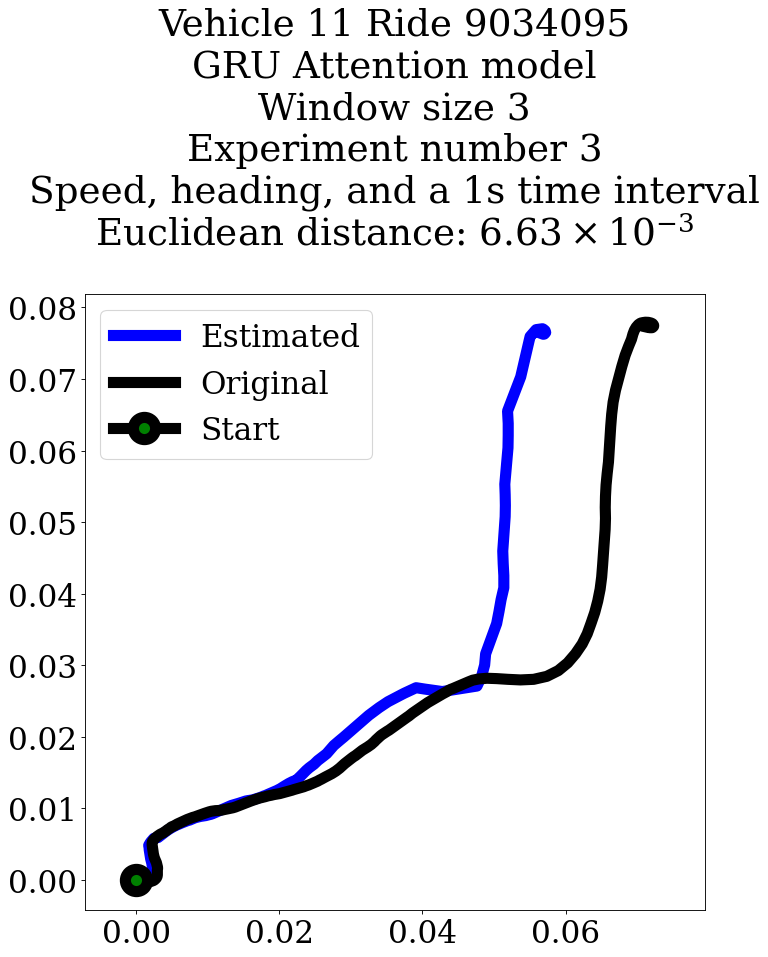 Vehicle 11 Ride 9034095
GRU Attention model
Window size 3
Experiment number 3
Speed, heading, and a 1s time interval
Euclidean distance: 6.63 × 10⁻³
0.08
Estimated
Original
Start
0.07
0.06
0.05
0.04
0.03
0.02
0.01
0.00
0.00 0.02 0.04 0.06